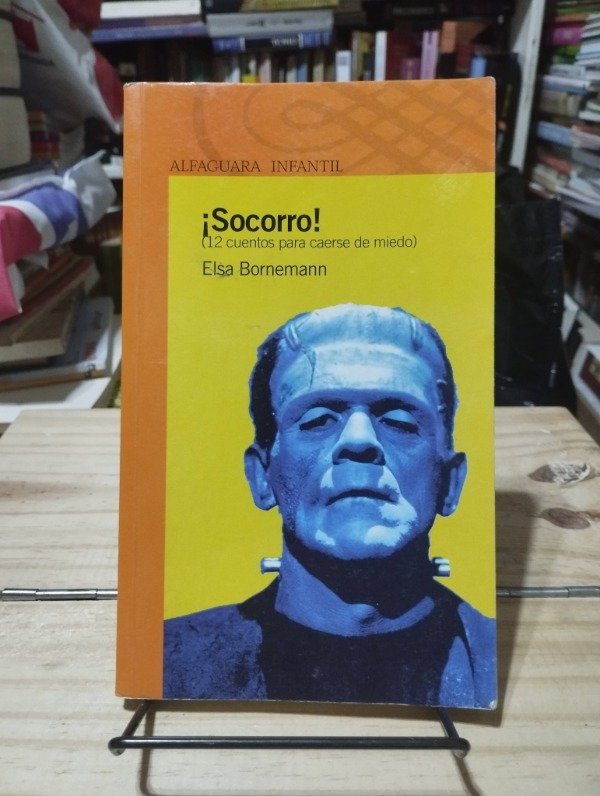 ALFAGUARA INFANTIL
¡Socorro!
(12 cuentos para caerse de miedo)
Elsa Bornemann